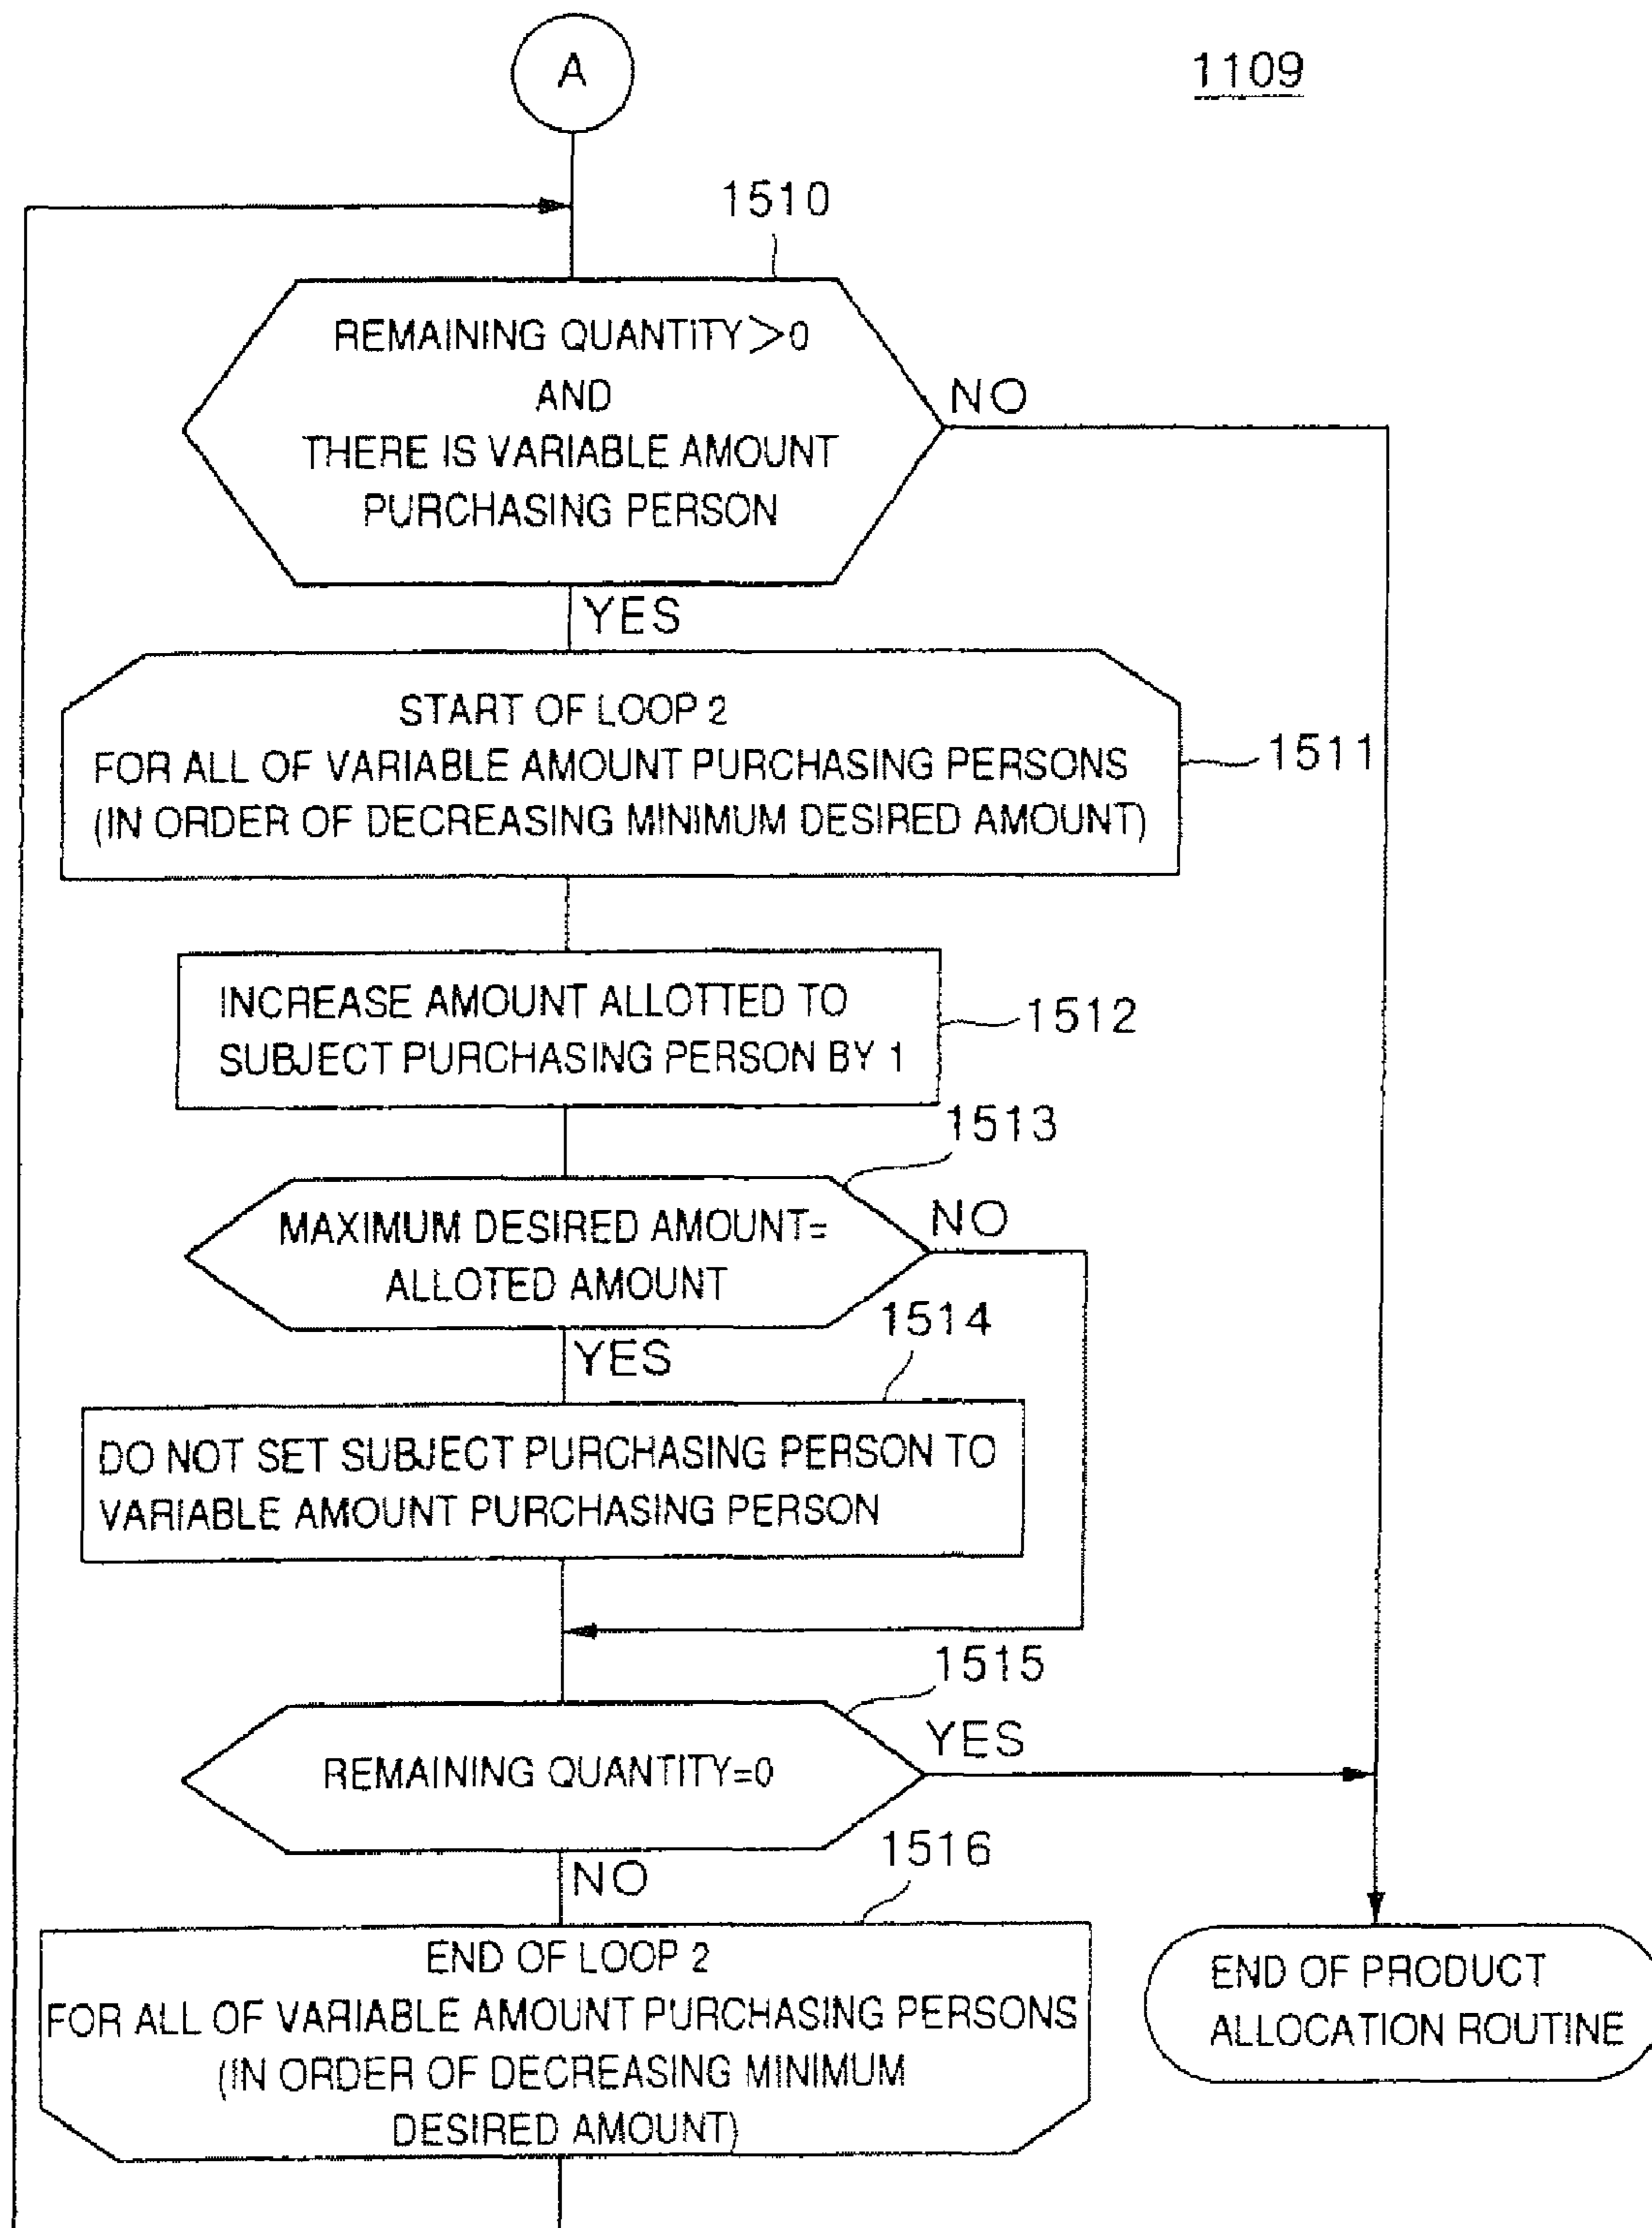 A
1109
1510
REMAINING QUANTITY>0
AND
THERE IS VARIABLE AMOUNT
PURCHASING PERSON
NO
YES
START OF LOOP 2
FOR ALL OF VARIABLE AMOUNT PURCHASING PERSONS
(IN ORDER OF DECREASING MINIMUM DESIRED AMOUNT)
1511
INCREASE AMOUNT ALLOTTED TO
SUBJECT PURCHASING PERSON BY 1
1512
1513
MAXIMUM DESIRED AMOUNT=
ALLOTED AMOUNT
NO
YES
1514
DO NOT SET SUBJECT PURCHASING PERSON TO
VARIABLE AMOUNT PURCHASING PERSON
1515
REMAINING QUANTITY=0
YES
NO
1516
END OF LOOP 2
FOR ALL OF VARIABLE AMOUNT PURCHASING PERSONS
(IN ORDER OF DECREASING MINIMUM
DESIRED AMOUNT)
END OF PRODUCT
ALLOCATION ROUTINE